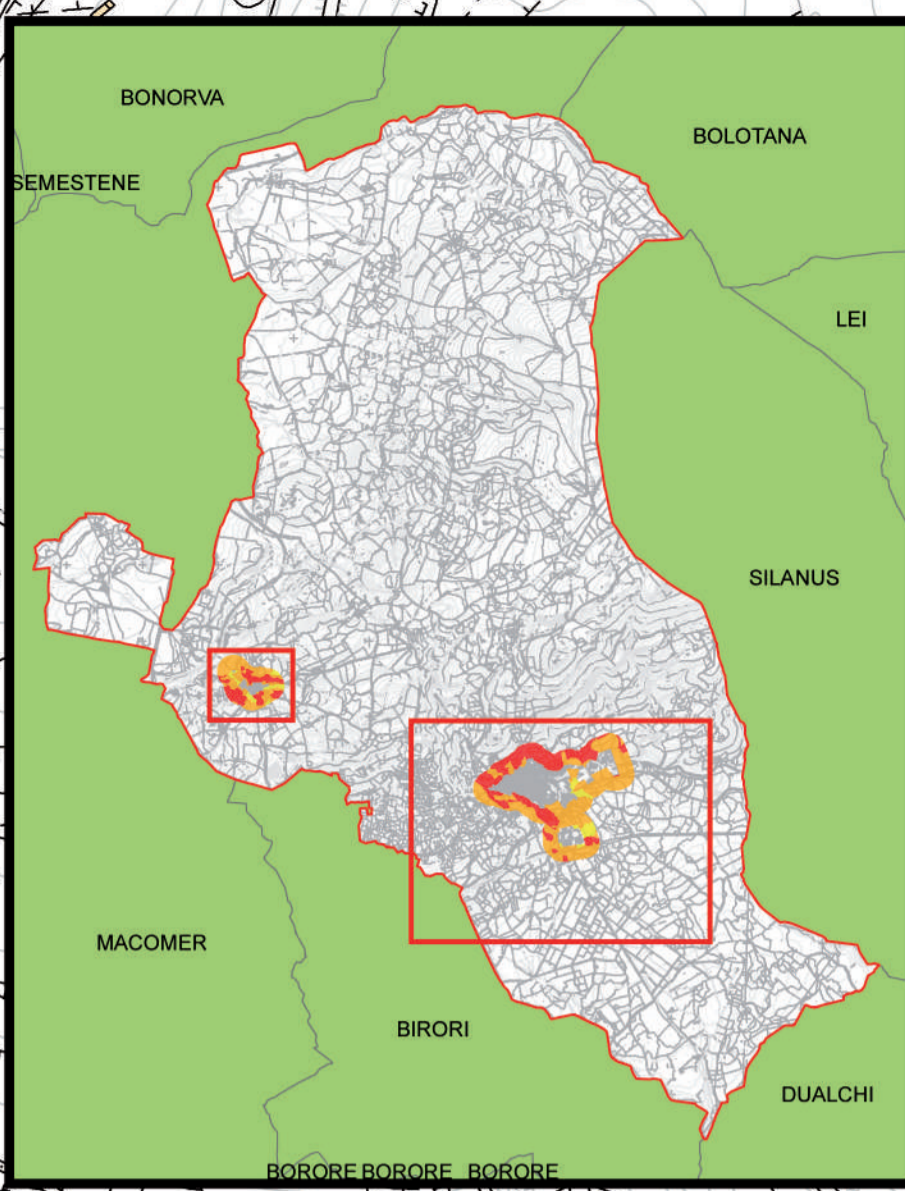 BONORVA
BOLOTANA
SEMESTENE
LEI
SILANUS
MACOMER
BIRORI
DUALCHI
BORORE BORORE BORORE